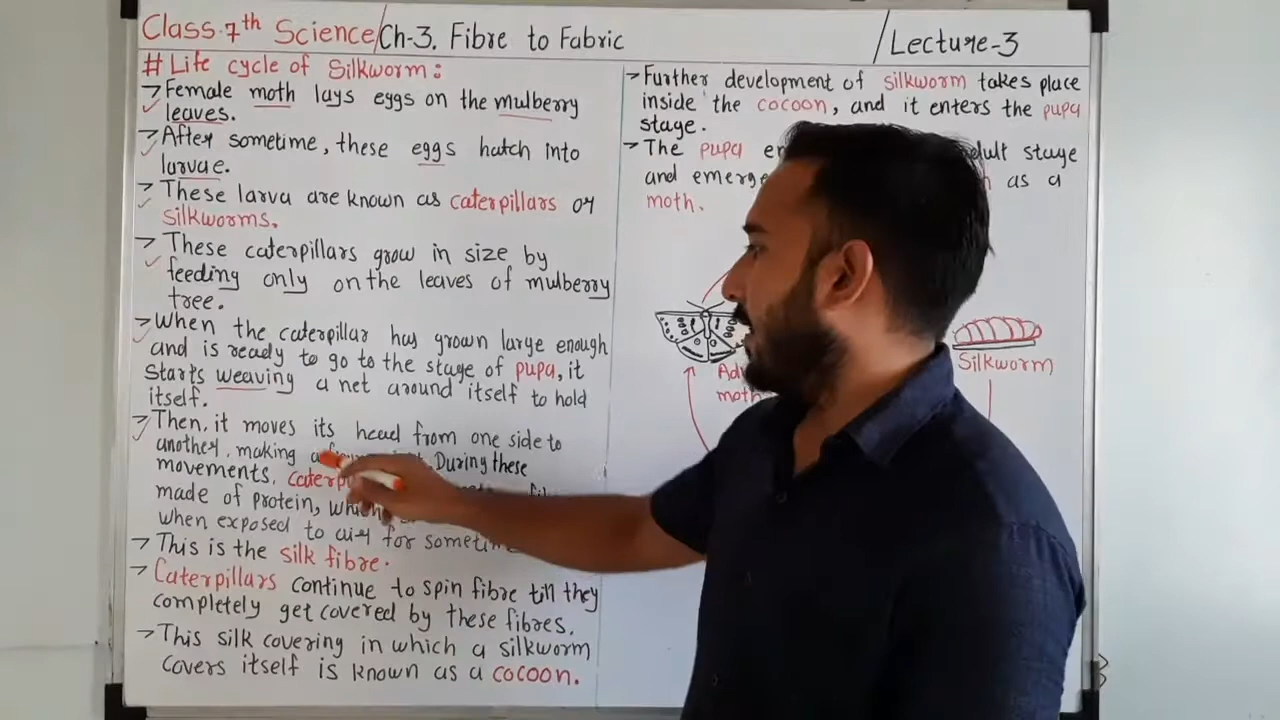 Class.7th Science/Ch-3. Fibre to Fabric /Lecture-3
# Life cycle of Silkworm:
→ Female moth lays eggs on the mulberry
leaves.
→ After sometime, these eggs hatch into
larvae.
→ These larva are known as caterpillars or
silkworms.
→ These caterpillars grow in size by
feeding only on the leaves of mulberry
tree.
→ When the caterpillar has grown large enough
and is ready to go to the stage of pupa, it
starts weaving a net around itself to hold
itself.
→ Then, it moves its head from one side to
another, making a During these
movements,
made of protein,
when exposed to air for
→ This is the silk fibre.
→ Caterpillars continue to spin fibre till they
completely get covered by these fibres.
→ This silk covering in which a silkworm
covers itself is known as a cocoon.
→ Further development of silkworm takes place
inside the cocoon, and it enters the pupa
stage.
→ The pupa stage
and as a
moth.
Silkworm
moth